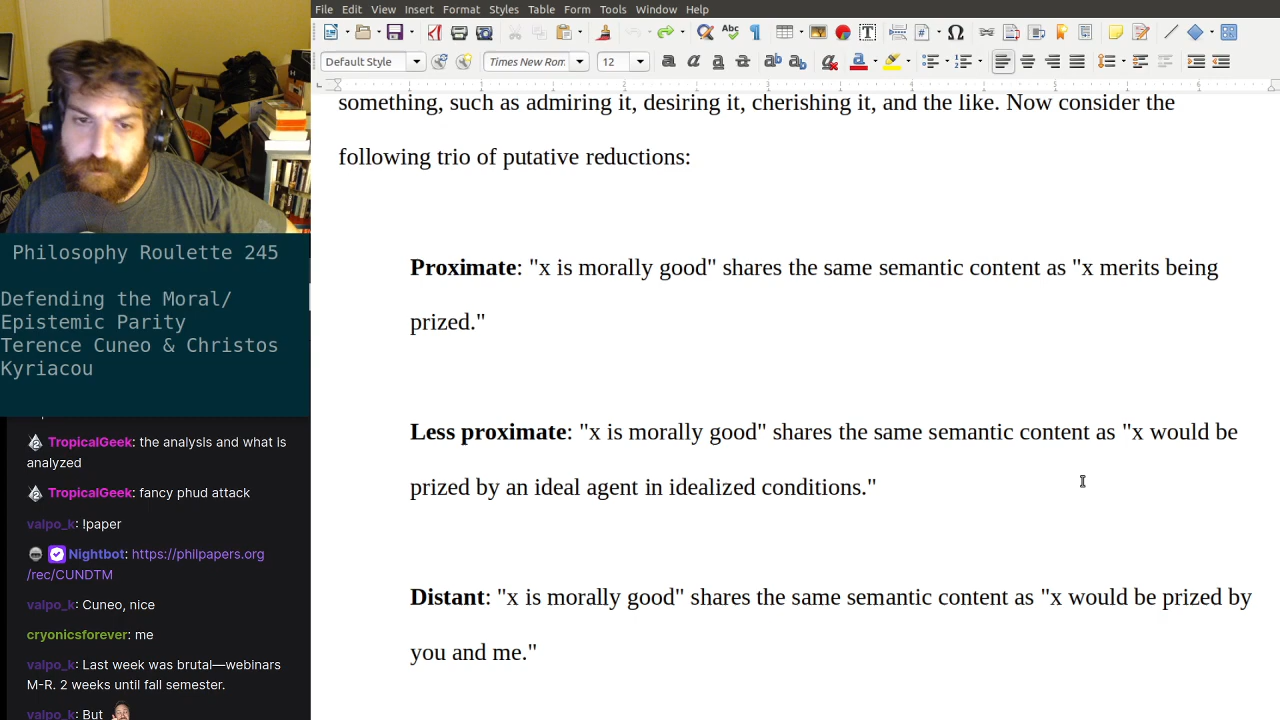 File Edit View Insert Format Styles Table Form Tools Window Help
Default Style
Times New Rom
12
something, such as admiring it, desiring it, cherishing it, and the like. Now consider the
following trio of putative reductions:
Proximate: "x is morally good" shares the same semantic content as "x merits being
prized."
Less proximate: "x is morally good" shares the same semantic content as "x would be
prized by an ideal agent in idealized conditions."
Distant: "x is morally good" shares the same semantic content as "x would be prized by
you and me."
Philosophy Roulette 245
Defending the Moral/
Epistemic Parity
Terence Cuneo & Christos
Kyriacou
TropicalGeek: the analysis and what is
analyzed
TropicalGeek: fancy phud attack
valpo_k: !paper
Nightbot: https://philpapers.org
/rec/CUNDTM
valpo_k: Cuneo, nice
cryonicsforever: me
valpo_k: Last week was brutal—webinars
M-R. 2 weeks until fall semester.
valpo_k: But